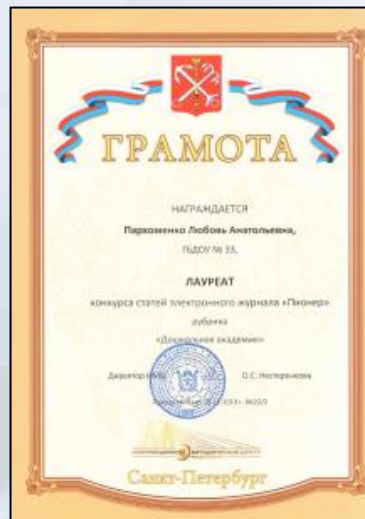 ГРАМОТА
НАГРАЖДАЕТСЯ
Пархоменко Любовь Анатольевна,
ГБДОУ № 33,
ЛАУРЕАТ
конкурса статей электронного журнала «Пионер»
рубрика
«Дошкольная академия»
Директор О.С. Нестеренкова
Санкт-Петербург